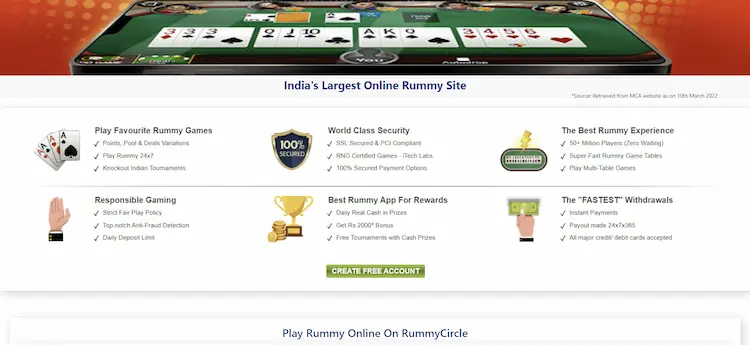 You
India's Largest Online Rummy Site
*Source: Retrieved from MCA website as on 10th March 2022
Play Favourite Rummy Games
Points, Pool & Deals Variations
Play Rummy 24x7
Knockout Indian Tournaments
100%
SECURED
World Class Security
SSL Secured & PCI Compliant
RNG Certified Games - iTech Labs
100% Secured Payment Options
The Best Rummy Experience
50+ Million Players (Zero Waiting)
Super-Fast Rummy Game Tables
Play Multi-Table Games
Responsible Gaming
Strict Fair Play Policy
Top-notch Anti-Fraud Detection
Daily Deposit Limit
Best Rummy App For Rewards
Daily Real Cash in Prizes
Get Rs 2000* Bonus
Free Tournaments with Cash Prizes
The "FASTEST" Withdrawals
Instant Payments
Payout made 24x7x365
All major credit/ debit cards accepted
CREATE FREE ACCOUNT
Play Rummy Online On RummyCircle